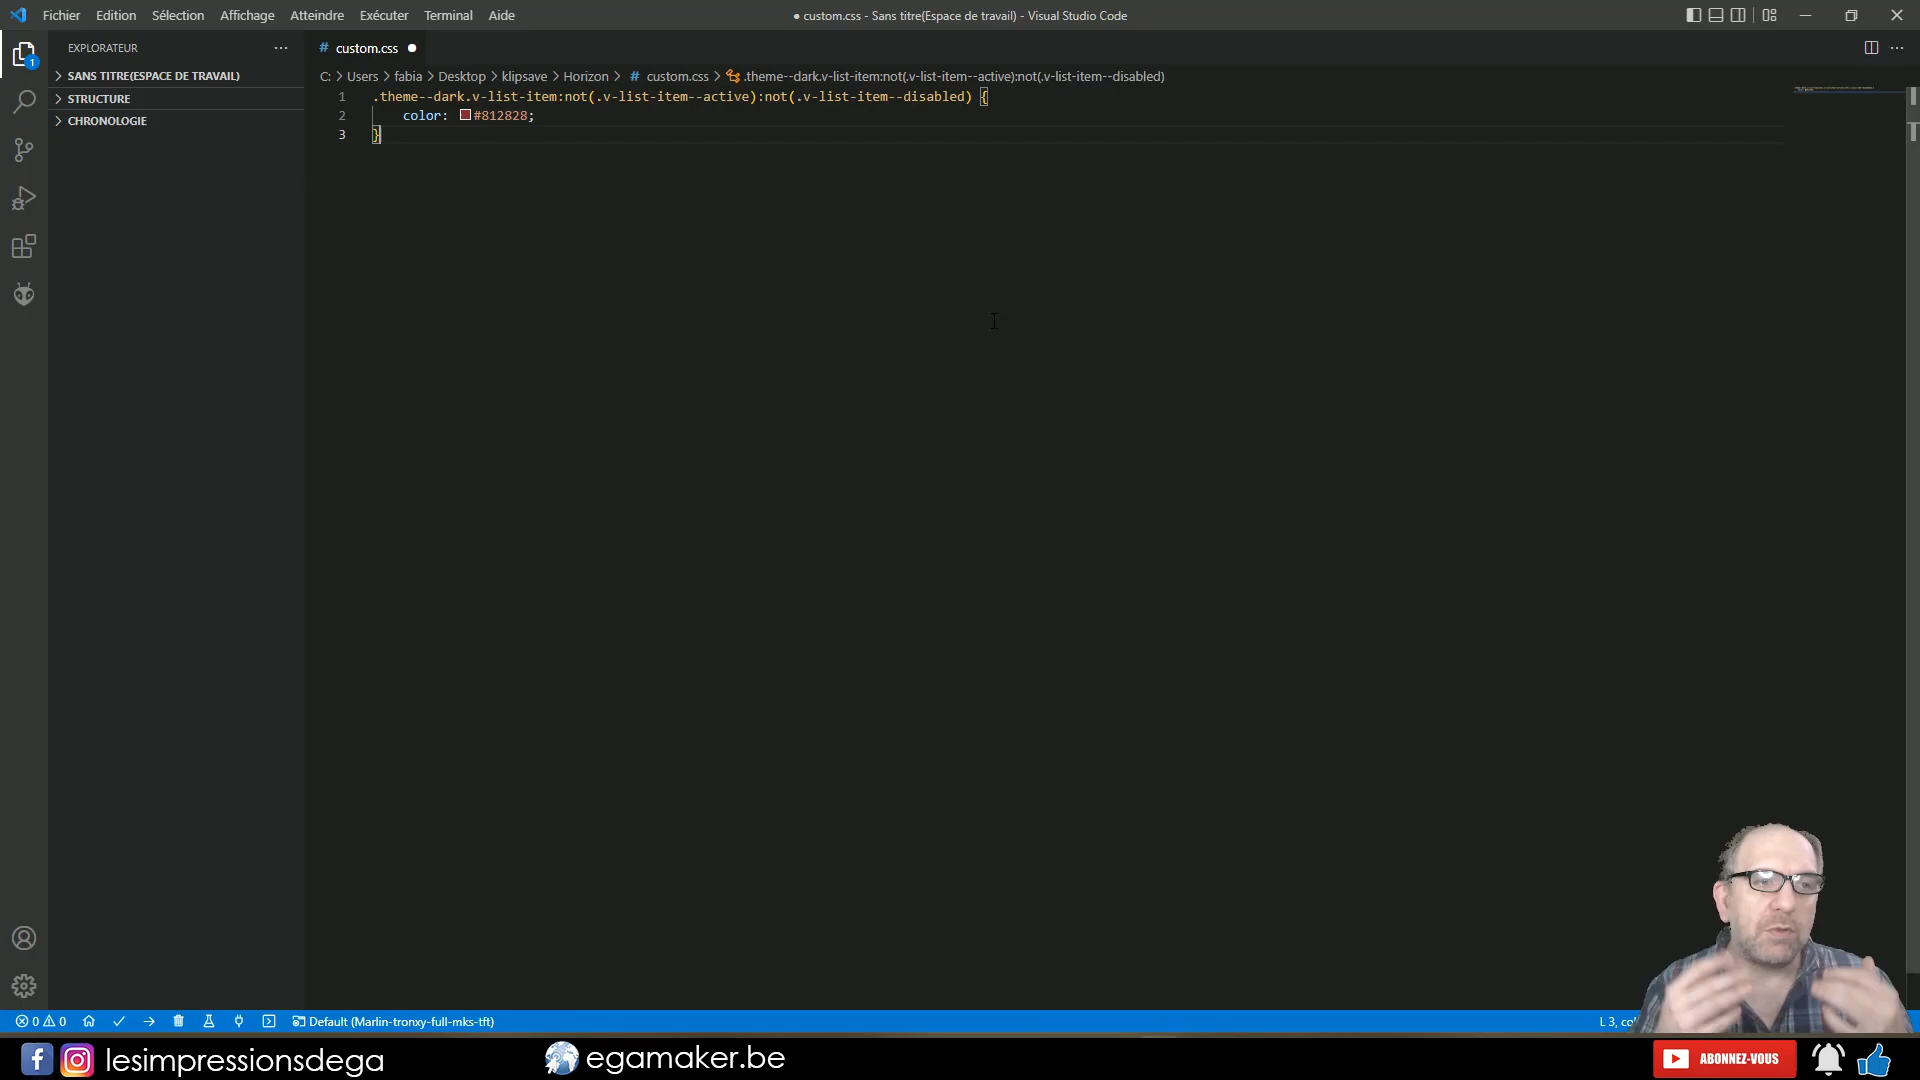 Fichier Edition Sélection Affichage Atteindre Exécuter Terminal Aide
● custom.css - Sans titre(Espace de travail) - Visual Studio Code
EXPLORATEUR
1
SANS TITRE(ESPACE DE TRAVAIL)
STRUCTURE
CHRONOLOGIE
# custom.css
C: > Users > fabia > Desktop > klipsave > Horizon > # custom.css > .theme--dark.v-list-item:not(.v-list-item--active):not(.v-list-item--disabled)
1 .theme--dark.v-list-item:not(.v-list-item--active):not(.v-list-item--disabled) {
2 color: #812828;
3 }
0 0 Default (Marlin-tronxy-full-mks-tft)
L 3, co
lesimpressionsdega
egamaker.be
ABONNEZ-VOUS